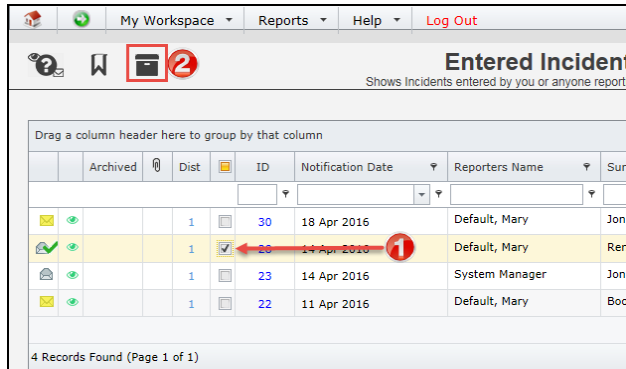 My Workspace Reports Help Log Out
2
Entered Inciden
Shows Incidents entered by you or anyone report
Drag a column header here to group by that column
Archived Dist ID Notification Date Reporters Name Sur
1 30 18 Apr 2016 Default, Mary Jon
1 14 Apr 2016 1 Default, Mary Ren
1 23 14 Apr 2016 System Manager Jon
1 22 11 Apr 2016 Default, Mary Boo
4 Records Found (Page 1 of 1)